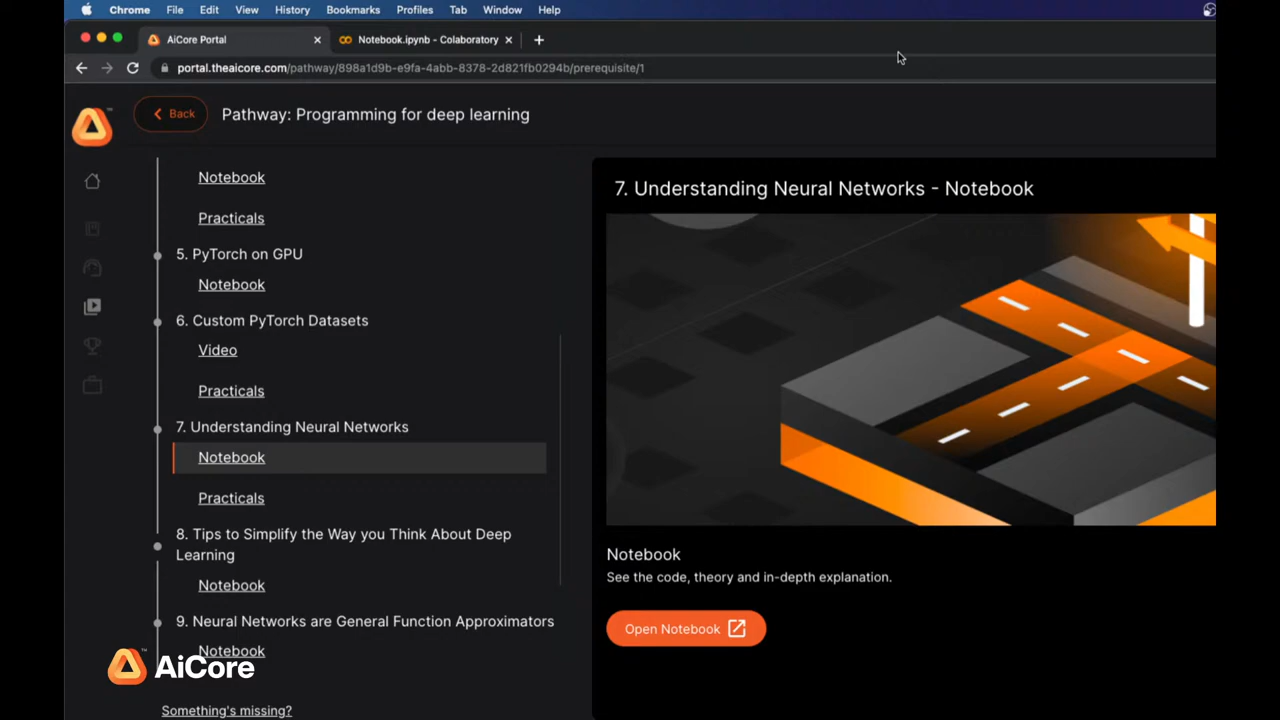 Chrome File Edit View History Bookmarks Profiles Tab Window Help
AiCore Portal
Notebook.ipynb - Colaboratory
portal.theaicore.com/pathway/898a1d9b-e9fa-4abb-8378-2d821fb0294b/prerequisite/1
Back
Pathway: Programming for deep learning
Notebook
Practicals
5. PyTorch on GPU
Notebook
6. Custom PyTorch Datasets
Video
Practicals
7. Understanding Neural Networks
Notebook
Practicals
8. Tips to Simplify the Way you Think About Deep
Learning
Notebook
9. Neural Networks are General Function Approximators
Notebook
Something's missing?
7. Understanding Neural Networks - Notebook
Notebook
See the code, theory and in-depth explanation.
Open Notebook
AiCore™